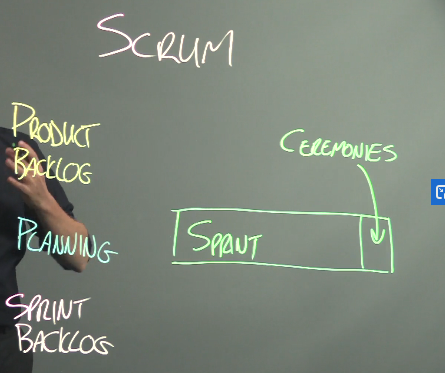 SCRUM
PRODUCT
BACKLOG
CEREMONIES
PLANNING
SPRINT
SPRINT
BACKLOG